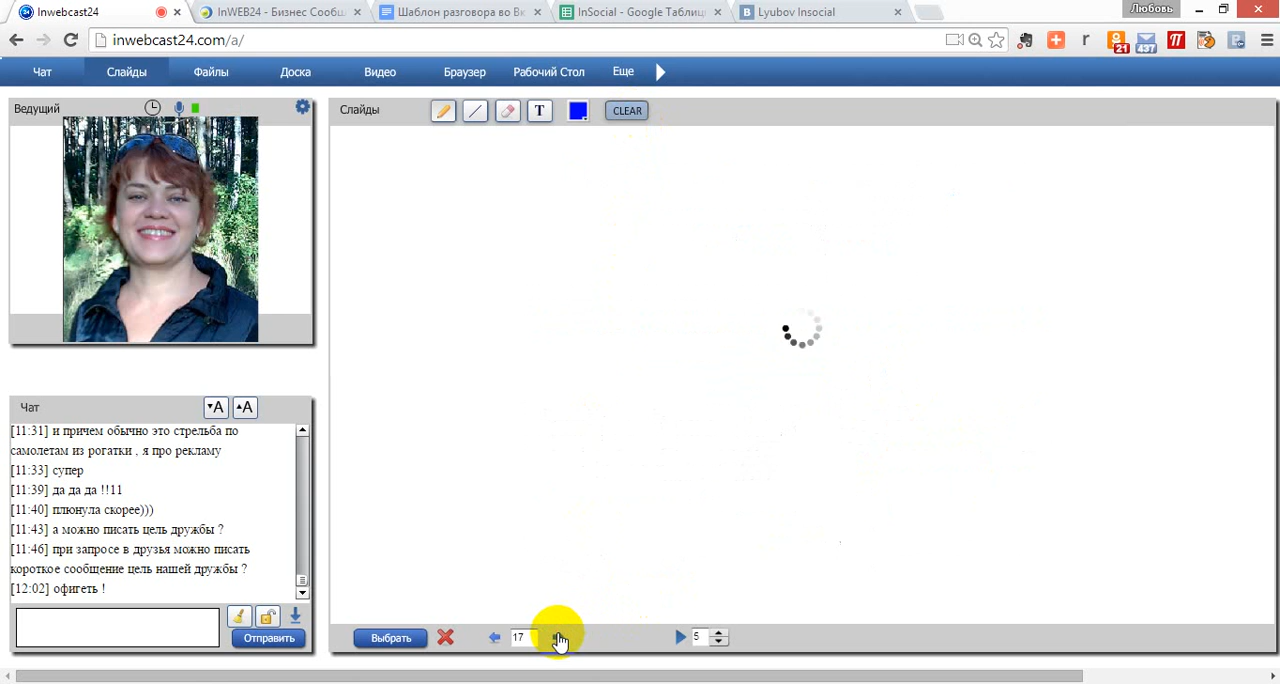 Inwebcast24
InWEB24 - Бизнес Сообщ
Шаблон разговора во Вк
InSocial - Google Таблиц
Lyubov Insocial
Любовь
inwebcast24.com/a/
21
437
Чат
Слайды
Файлы
Доска
Видео
Браузер
Рабочий Стол
Еще
Ведущий
Слайды
T
CLEAR
Чат
A
A
[11:31] и причем обычно это стрельба по
самолетам из рогатки , я про рекламу
[11:33] супер
[11:39] да да да !!11
[11:40] плюнула скорее)))
[11:43] а можно писать цель дружбы ?
[11:46] при запросе в друзья можно писать
короткое сообщение цель нашей дружбы ?
[12:02] офигеть !
Отправить
Выбрать
17
5